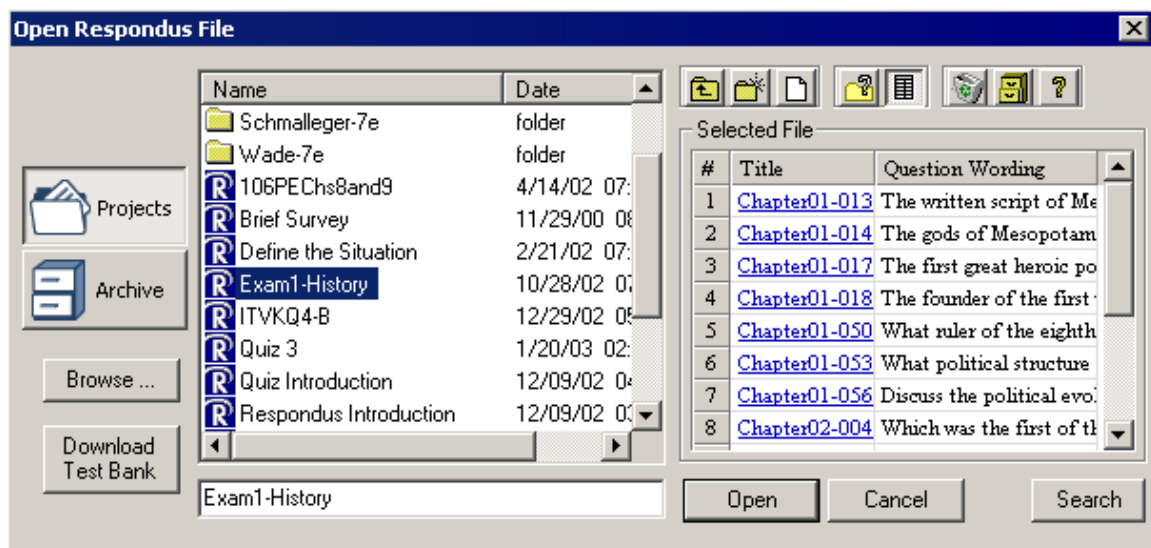 Open Respondus File
Projects
Archive
Browse ...
Download
Test Bank
Name Date
Schmalleger-7e folder
Wade-7e folder
106PEChs8and9 4/14/02 07:
Brief Survey 11/29/00 08
Define the Situation 2/21/02 07:
Exam1-History 10/28/02 07
ITVKQ4-B 12/29/02 05
Quiz 3 1/20/03 02:
Quiz Introduction 12/09/02 04
Respondus Introduction 12/09/02 03
Exam1-History
Selected File
# Title Question Wording
1 Chapter01-013 The written script of Me
2 Chapter01-014 The gods of Mesopotam
3 Chapter01-017 The first great heroic po
4 Chapter01-018 The founder of the first
5 Chapter01-050 What ruler of the eighth
6 Chapter01-053 What political structure
7 Chapter01-056 Discuss the political evo
8 Chapter02-004 Which was the first of th
Open Cancel Search